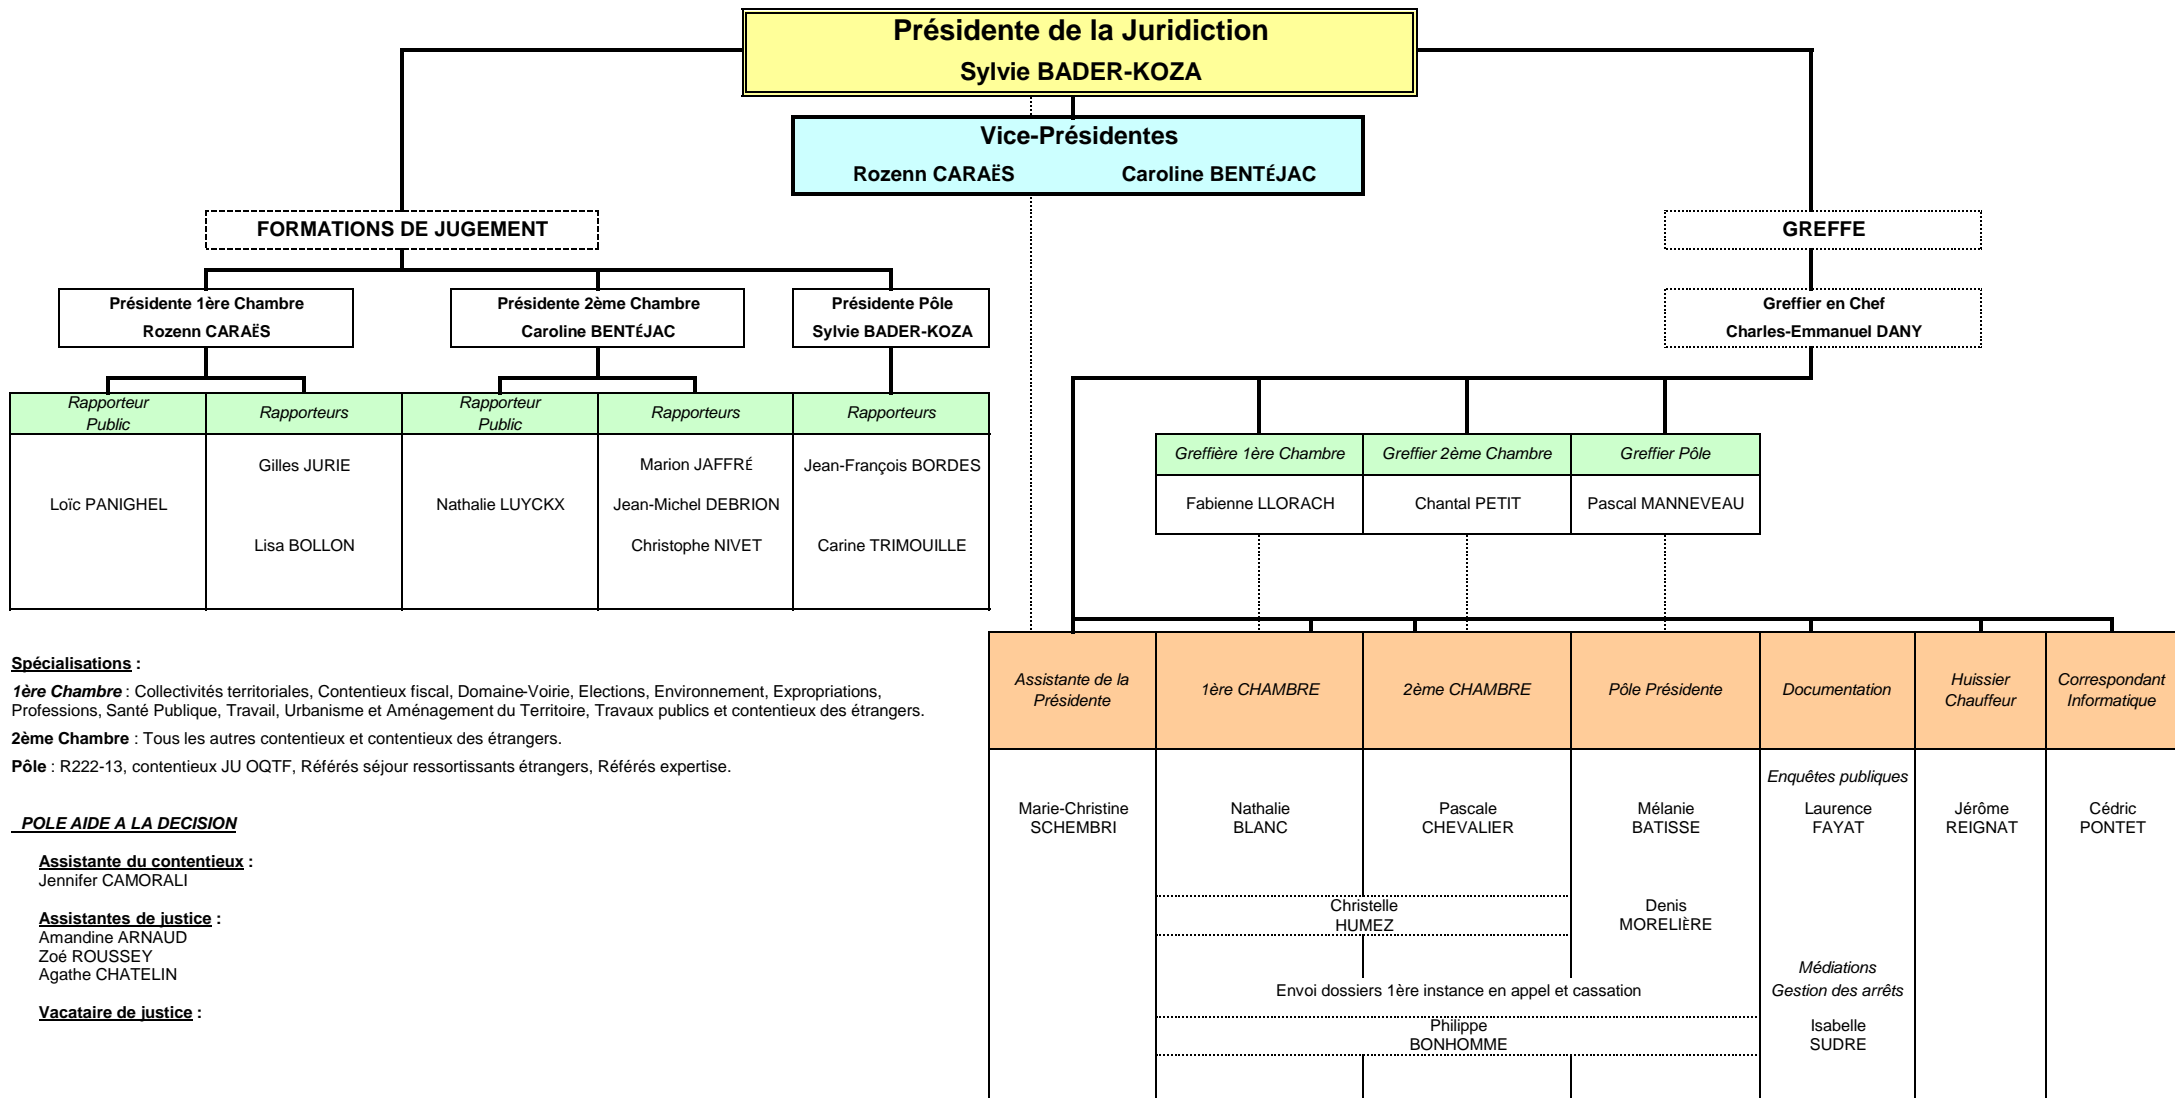 Présidente de la Juridiction
Sylvie BADER-KOZA
Vice-Présidentes
Rozenn CARAËS Caroline BENTÉJAC
FORMATIONS DE JUGEMENT
GREFFE
Présidente 1ère Chambre
Rozenn CARAËS
Présidente 2ème Chambre
Caroline BENTÉJAC
Présidente Pôle
Sylvie BADER-KOZA
Greffier en Chef
Charles-Emmanuel DANY
Rapporteur
Public
Rapporteurs
Rapporteur
Public
Rapporteurs
Rapporteurs
Loïc PANIGHEL
Gilles JURIE
Lisa BOLLON
Nathalie LUYCKX
Marion JAFFRÉ
Jean-Michel DEBRION
Christophe NIVET
Jean-François BORDES
Carine TRIMOUILLE
Greffière 1ère Chambre
Greffier 2ème Chambre
Greffier Pôle
Fabienne LLORACH
Chantal PETIT
Pascal MANNEVEAU
Spécialisations :
1ère Chambre : Collectivités territoriales, Contentieux fiscal, Domaine-Voirie, Elections, Environnement, Expropriations,
Professions, Santé Publique, Travail, Urbanisme et Aménagement du Territoire, Travaux publics et contentieux des étrangers.
2ème Chambre : Tous les autres contentieux et contentieux des étrangers.
Pôle : R222-13, contentieux JU OQTF, Référés séjour ressortissants étrangers, Référés expertise.
POLE AIDE A LA DECISION
Assistante du contentieux :
Jennifer CAMORALI
Assistantes de justice :
Amandine ARNAUD
Zoé ROUSSEY
Agathe CHATELIN
Vacataire de justice :
Assistante de la
Présidente
1ère CHAMBRE
2ème CHAMBRE
Pôle Présidente
Documentation
Huissier
Chauffeur
Correspondant
Informatique
Marie-Christine
SCHEMBRI
Nathalie
BLANC
Pascale
CHEVALIER
Mélanie
BATISSE
Enquêtes publiques
Laurence
FAYAT
Jérôme
REIGNAT
Cédric
PONTET
Christelle
HUMEZ
Denis
MORELIÈRE
Envoi dossiers 1ère instance en appel et cassation
Médiations
Gestion des arrêts
Philippe
BONHOMME
Isabelle
SUDRE